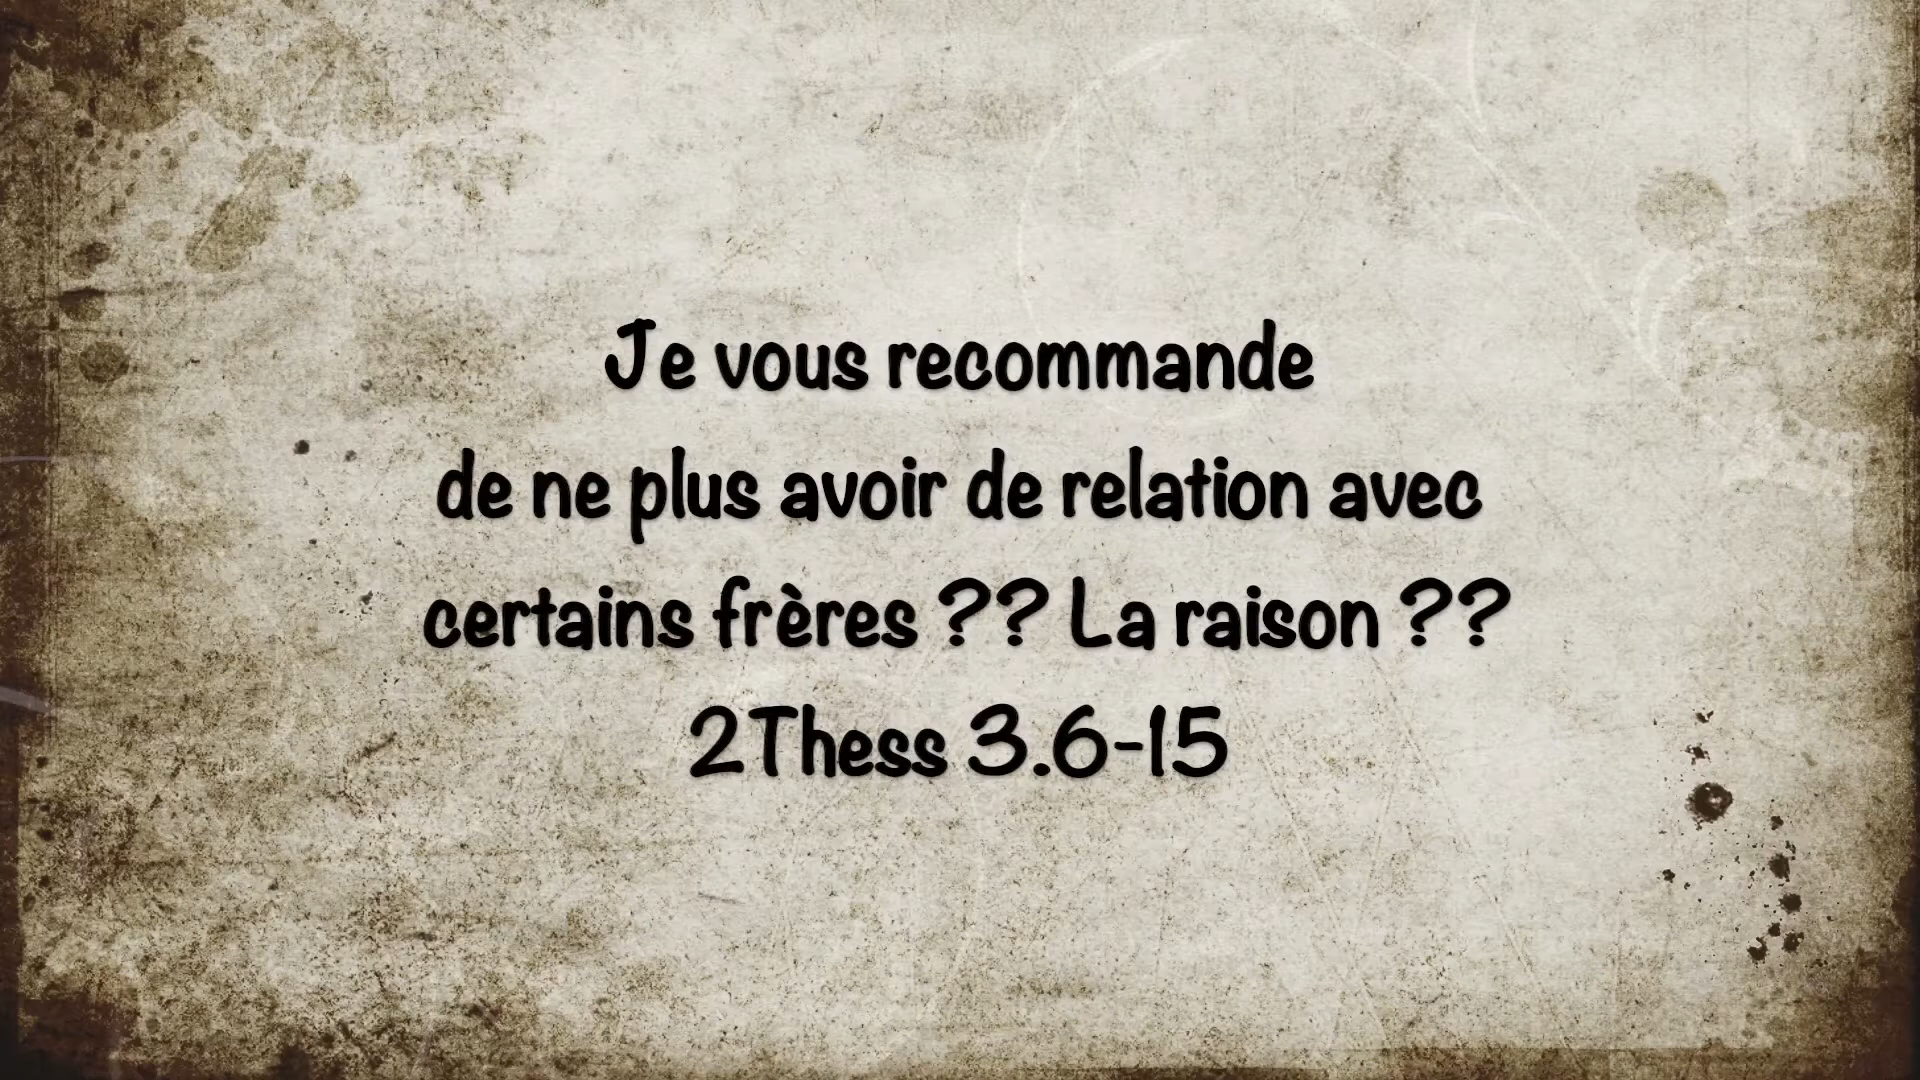 Je vous recommande
de ne plus avoir de relation avec
certains frères ?? La raison ??
2Thess 3.6-15